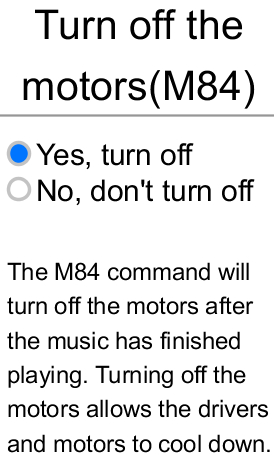 Turn off the
motors(M84)
Yes, turn off
No, don't turn off
The M84 command will
turn off the motors after
the music has finished
playing. Turning off the
motors allows the drivers
and motors to cool down.